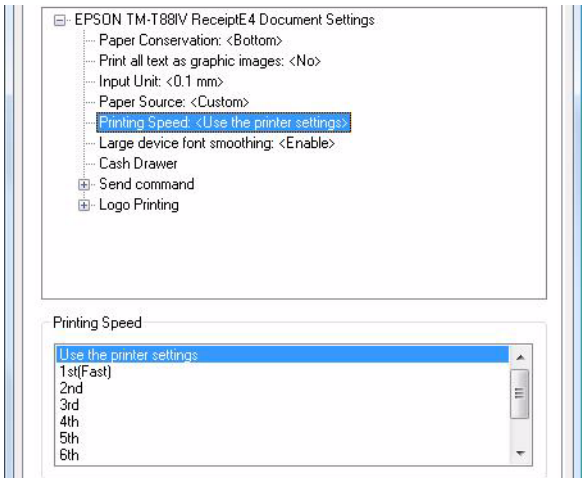 EPSON TM-T88IV ReceiptE4 Document Settings
Paper Conservation: <Bottom>
Print all text as graphic images: <No>
Input Unit: <0.1 mm>
Paper Source: <Custom>
Printing Speed: <Use the printer settings>
Large device font smoothing: <Enable>
Cash Drawer
Send command
Logo Printing
Printing Speed
Use the printer settings
1st(Fast)
2nd
3rd
4th
5th
6th